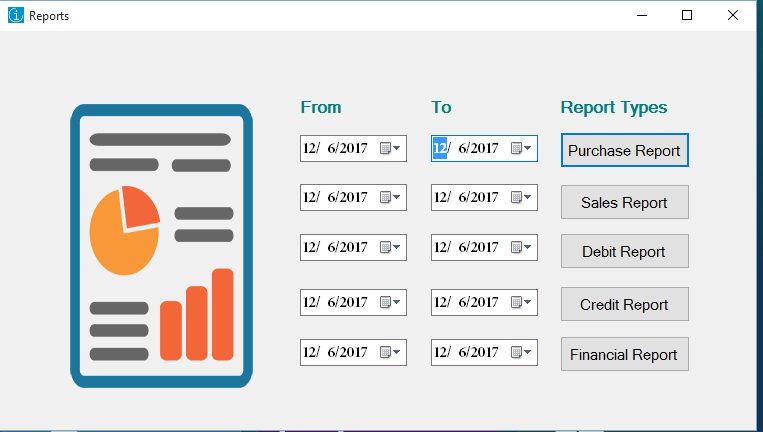 Reports
From To Report Types
12/ 6/2017 12/ 6/2017 Purchase Report
12/ 6/2017 12/ 6/2017 Sales Report
12/ 6/2017 12/ 6/2017 Debit Report
12/ 6/2017 12/ 6/2017 Credit Report
12/ 6/2017 12/ 6/2017 Financial Report